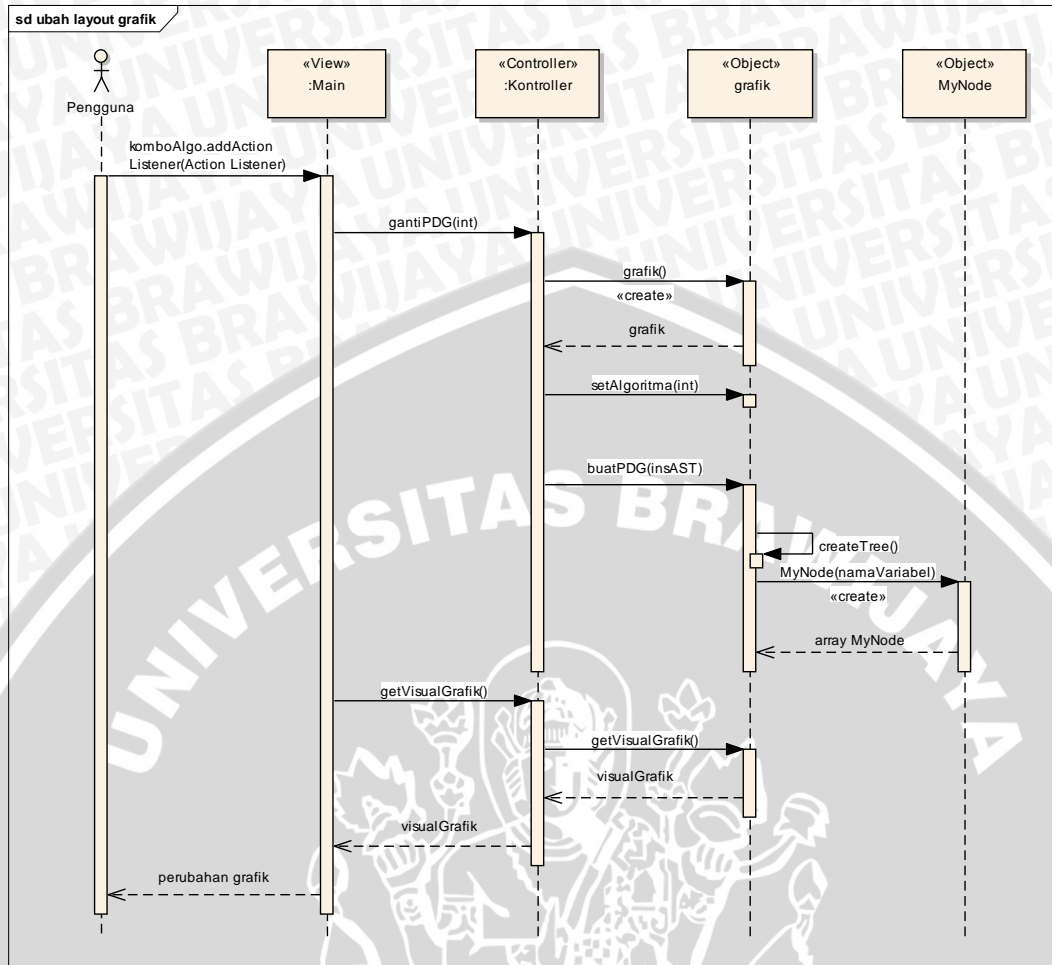 sd ubah layout grafik
Pengguna
«View»
:Main
«Controller»
:Kontroller
«Object»
grafik
«Object»
MyNode
komboAlgo.addAction
Listener(Action Listener)
gantiPDG(int)
grafik()
«create»
grafik
setAlgoritma(int)
buatPDG(insAST)
createTree()
MyNode(namaVariabel)
«create»
array MyNode
getVisualGrafik()
getVisualGrafik()
visualGrafik
visualGrafik
perubahan grafik
UNIVERSITAS BRAWIJAYA